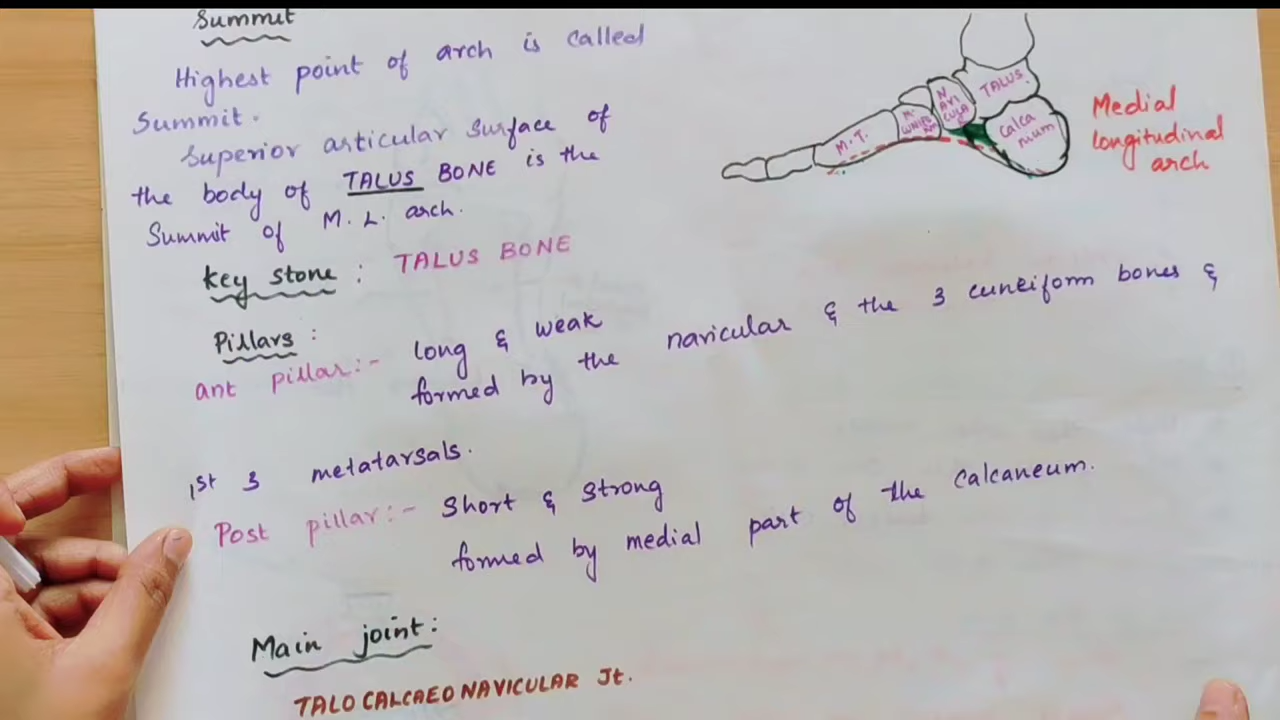 Summit
Highest point of arch is called
Summit.
Superior articular surface of
the body of TALUS BONE is the
Summit of M. L. arch.
Key stone : TALUS BONE
Pillars :
ant pillar:- long & weak
formed by the navicular & the 3 cuneiform bones &
1st 3 metatarsals.
Post pillar:- Short & strong
formed by medial part of the calcaneum.
Main joint:
TALO CALCAEO NAVICULAR Jt.
TALUS
NAVI
CULA
Calca
num
M.T.
Medial
longitudinal
arch